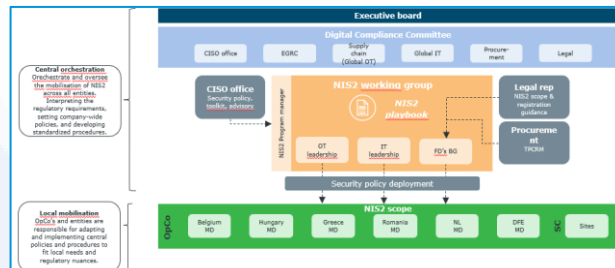 Executive board
Digital Compliance Committee
CISO office
EGRC
Supply
chain
(Global OT)
Global IT
Procure-
ment
Legal
Central orchestration
Orechestrate and oversee
the mobilisation of NIS2
across all entities.
Interpreting the
regulatory requirements,
setting company-wide
policies, and developing
standardized procedures.
CISO office
Security policy,
toolkit, advisory
NIS2 Program manager
NIS2 working group
NIS2
playbook
OT
leadership
IT
leadership
FD's BG
Legal rep
NIS2 scope &
registration
guidance
Procurem
ent
TPCRM
Security policy deployment
Local mobilisation
OpCo's and entities are
responsible for adapting and
implementing central
policies and procedures to
fit local needs and
regulatory nuances.
NIS2 scope
OpCo
Belgium
MD
Hungary
MD
Greece
MD
Romania
MD
NL
MD
DFE
MD
SC
Sites